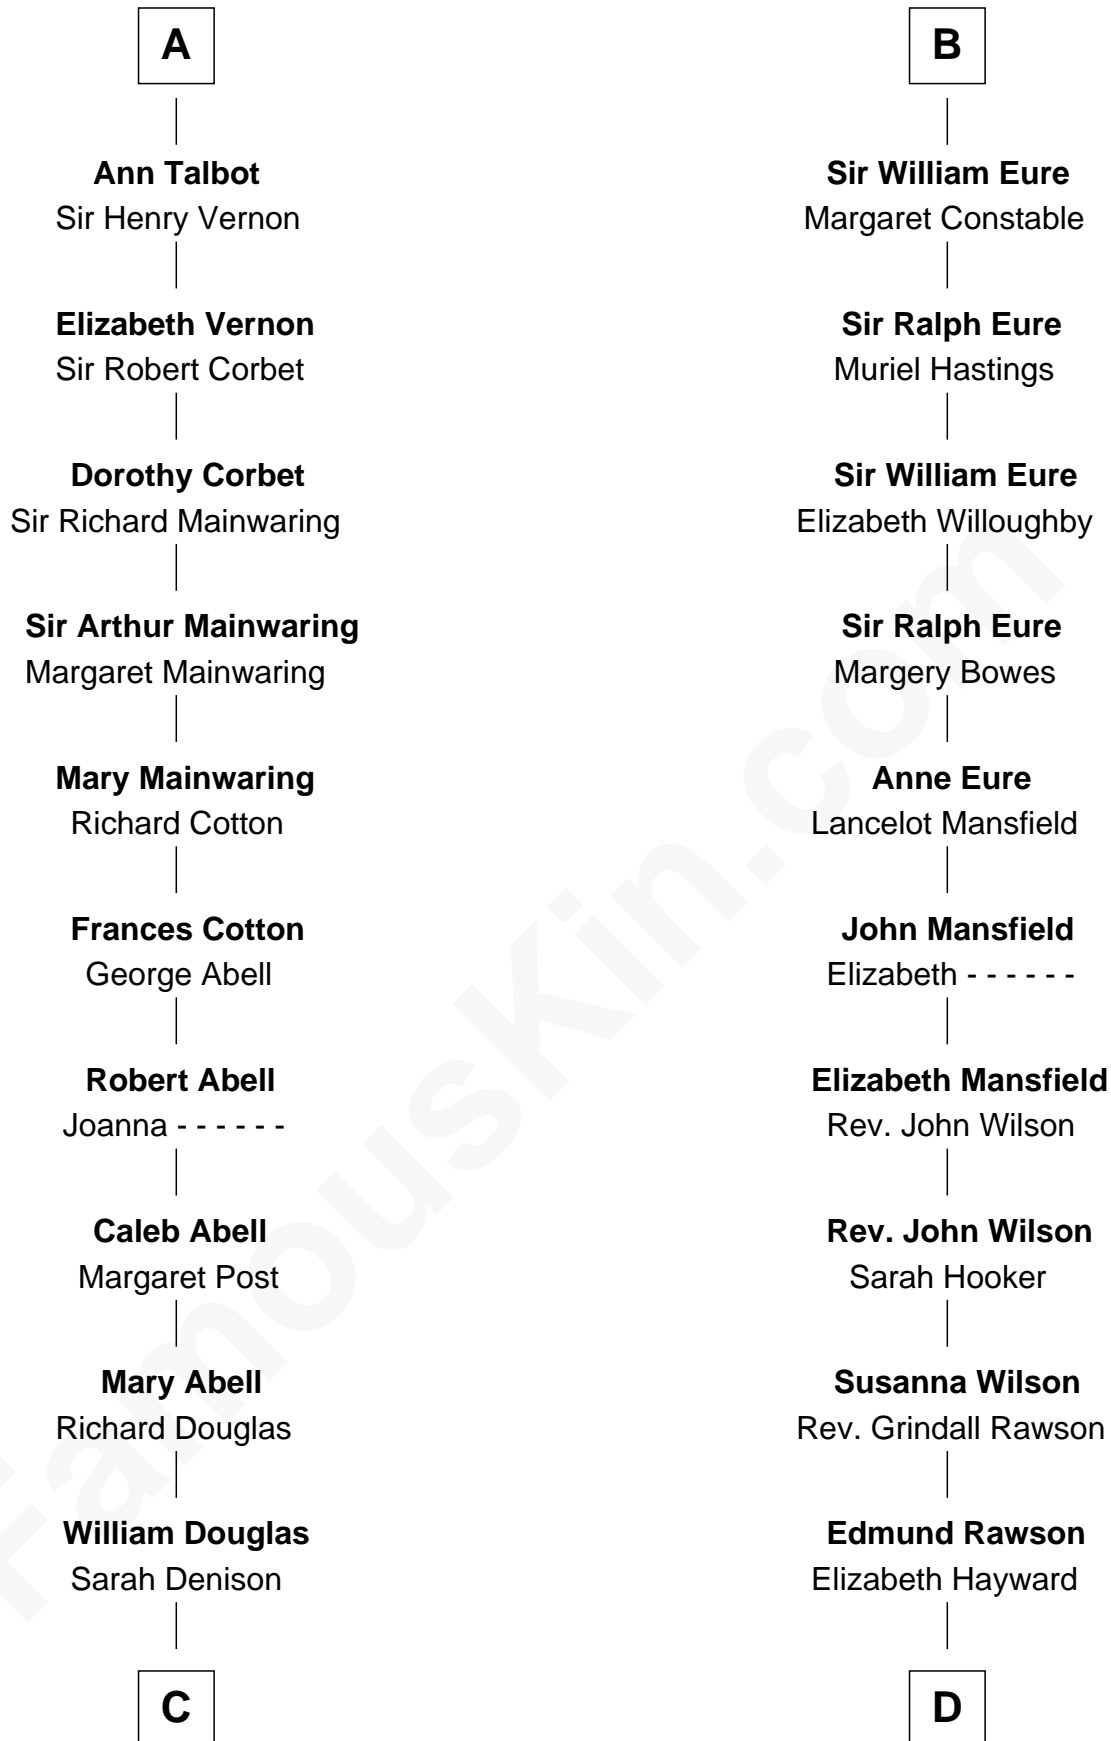 A
Ann Talbot
Sir Henry Vernon
Elizabeth Vernon
Sir Robert Corbet
Dorothy Corbet
Sir Richard Mainwaring
Sir Arthur Mainwaring
Margaret Mainwaring
Mary Mainwaring
Richard Cotton
Frances Cotton
George Abell
Robert Abell
Joanna - - - - - -
Caleb Abell
Margaret Post
Mary Abell
Richard Douglas
William Douglas
Sarah Denison
C
B
Sir William Eure
Margaret Constable
Sir Ralph Eure
Muriel Hastings
Sir William Eure
Elizabeth Willoughby
Sir Ralph Eure
Margery Bowes
Anne Eure
Lancelot Mansfield
John Mansfield
Elizabeth - - - - - -
Elizabeth Mansfield
Rev. John Wilson
Rev. John Wilson
Sarah Hooker
Susanna Wilson
Rev. Grindall Rawson
Edmund Rawson
Elizabeth Hayward
D
FamousKin.com